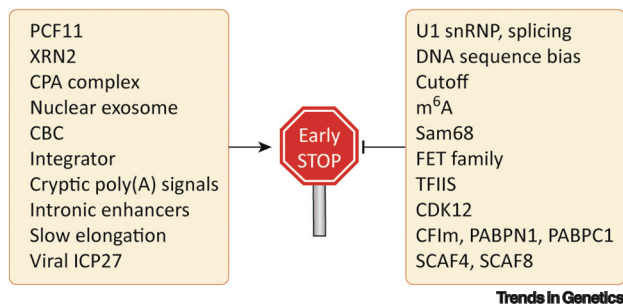 PCF11
XRN2
CPA complex
Nuclear exosome
CBC
Integrator
Cryptic poly(A) signals
Intronic enhancers
Slow elongation
Viral ICP27
Early
STOP
U1 snRNP, splicing
DNA sequence bias
Cutoff
m⁶A
Sam68
FET family
TFIIS
CDK12
CFIm, PABPN1, PABPC1
SCAF4, SCAF8
Trends in Genetics